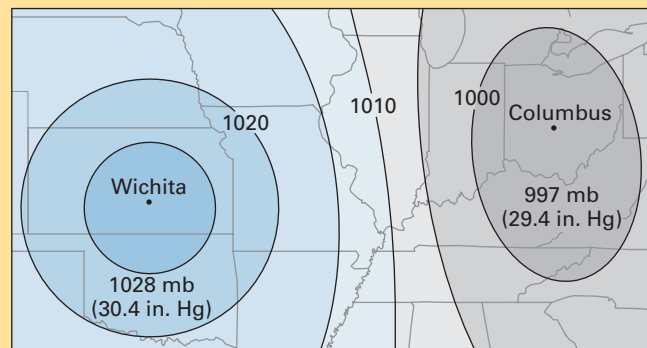 1020
1010
1000
Columbus
Wichita
997 mb
(29.4 in. Hg)
1028 mb
(30.4 in. Hg)